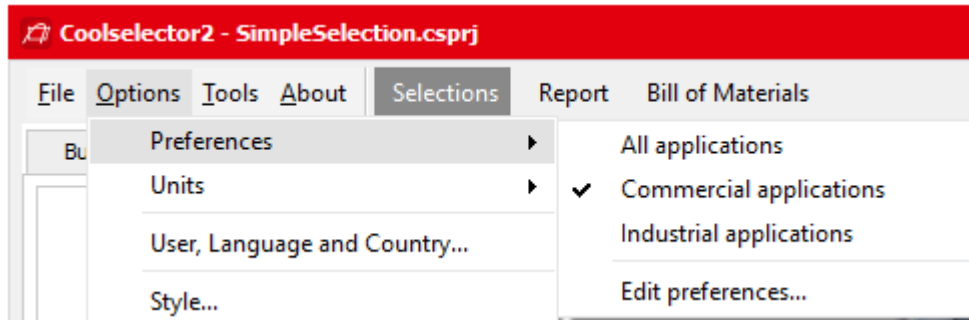 Coolselector2 - SimpleSelection.csprj
File Options Tools About Selections Report Bill of Materials
Bu
Preferences
Units
User, Language and Country...
Style...
All applications
Commercial applications
Industrial applications
Edit preferences...